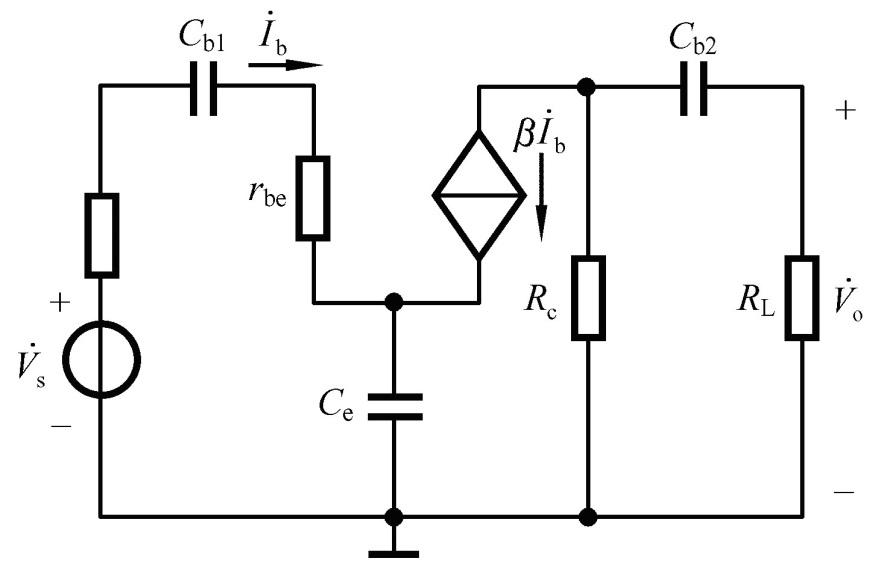 C_b1
İ_b
C_b2
+
βİ_b
r_be
+
R_c
R_L
V̇_o
V̇_s
C_e
−
−